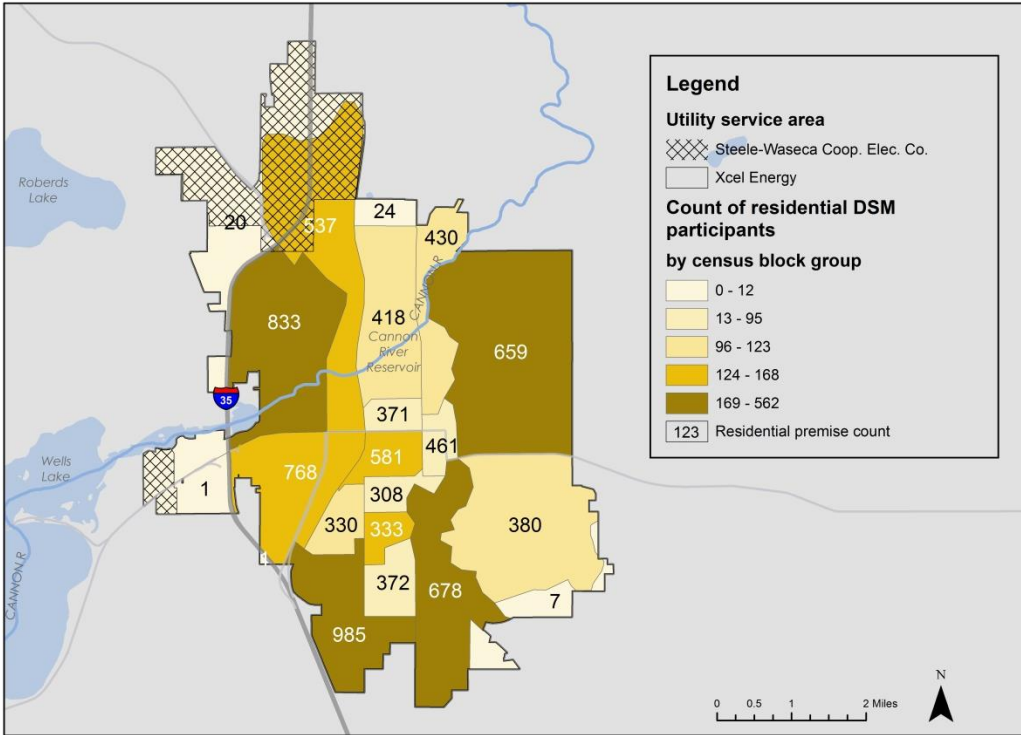 Legend
Utility service area
Steele-Waseca Coop. Elec. Co.
Xcel Energy
Count of residential DSM
participants
by census block group
0 - 12
13 - 95
96 - 123
124 - 168
169 - 562
123 Residential premise count
Roberds
Lake
20
537
24
430
CANNON R
833
418
Cannon
River
Reservoir
659
35
371
461
Wells
Lake
768
581
1
308
330
333
380
372
678
7
985
CANNON R
N
0 0.5 1 2 Miles